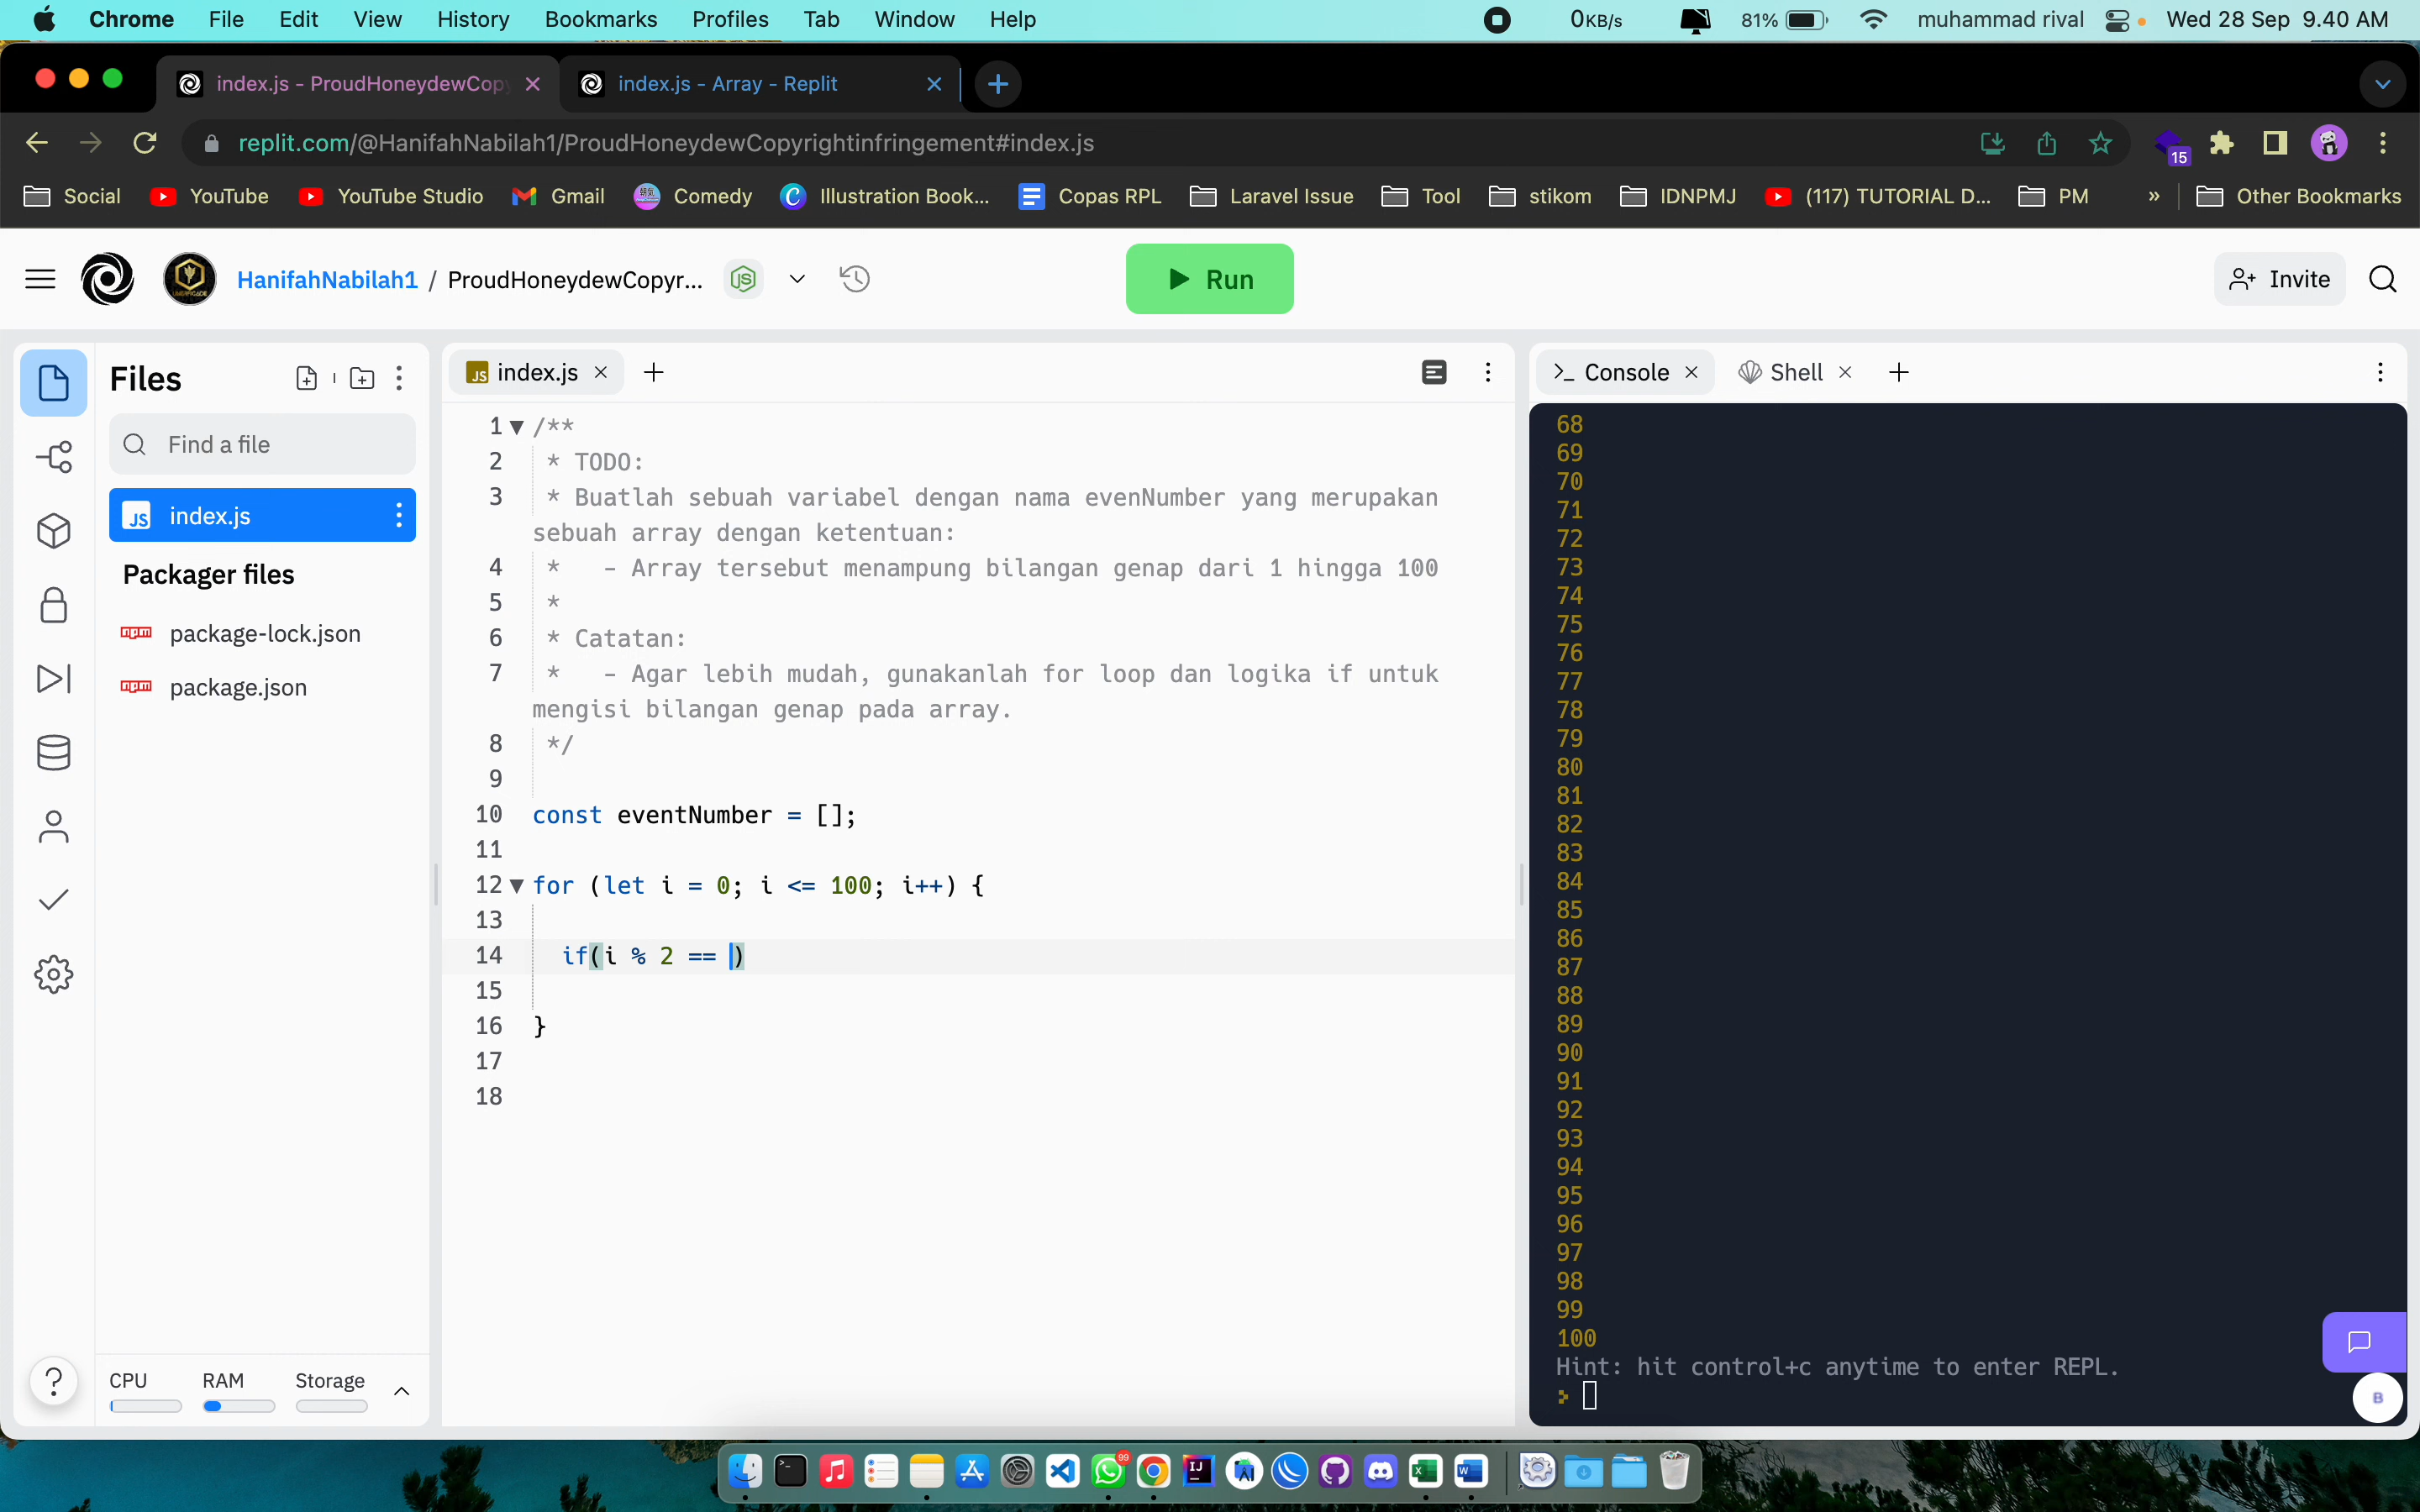 Chrome File Edit View History Bookmarks Profiles Tab Window Help 0KB/s 81% muhammad rival Wed 28 Sep 9.40 AM
index.js - ProudHoneydewCopy index.js - Array - Replit
replit.com/@HanifahNabilah1/ProudHoneydewCopyrightinfringement#index.js 15
Social YouTube YouTube Studio Gmail Comedy Illustration Book... Copas RPL Laravel Issue Tool stikom IDNPMJ (117) TUTORIAL D... PM » Other Bookmarks
HanifahNabilah1 / ProudHoneydewCopyr... JS Run Invite
Files
Find a file
JS index.js
Packager files
npm package-lock.json
npm package.json
CPU RAM Storage
?
JS index.js
1 /**
2 * TODO:
3 * Buatlah sebuah variabel dengan nama evenNumber yang merupakan
sebuah array dengan ketentuan:
4 * - Array tersebut menampung bilangan genap dari 1 hingga 100
5 *
6 * Catatan:
7 * - Agar lebih mudah, gunakanlah for loop dan logika if untuk
mengisi bilangan genap pada array.
8 */
9
10 const eventNumber = [];
11
12 for (let i = 0; i <= 100; i++) {
13
14 if(i % 2 == )
15
16 }
17
18
>_ Console Shell
68
69
70
71
72
73
74
75
76
77
78
79
80
81
82
83
84
85
86
87
88
89
90
91
92
93
94
95
96
97
98
99
100
Hint: hit control+c anytime to enter REPL.
B
99 IJ X W